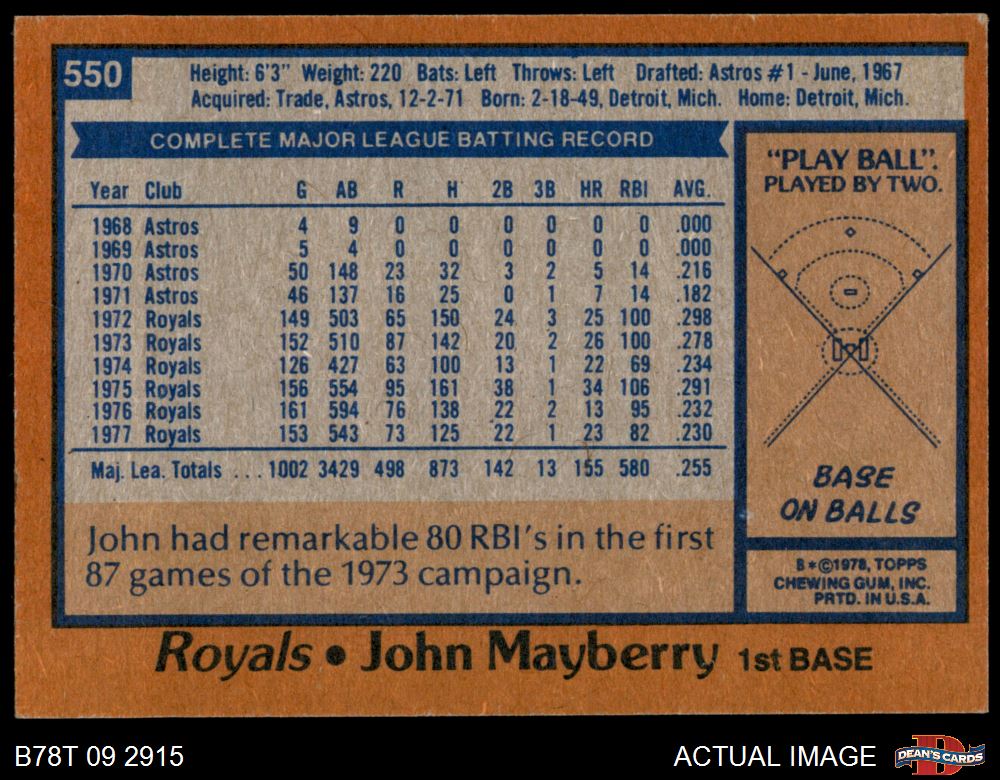 550
Height: 6'3" Weight: 220 Bats: Left Throws: Left Drafted: Astros #1 - June, 1967
Acquired: Trade, Astros, 12-2-71 Born: 2-18-49, Detroit, Mich. Home: Detroit, Mich.
COMPLETE MAJOR LEAGUE BATTING RECORD
Year Club G AB R H 2B 3B HR RBI AVG.
1968 Astros 4 9 0 0 0 0 0 0 .000
1969 Astros 5 4 0 0 0 0 0 0 .000
1970 Astros 50 148 23 32 3 2 5 14 .216
1971 Astros 46 137 16 25 0 1 7 14 .182
1972 Royals 149 503 65 150 24 3 25 100 .298
1973 Royals 152 510 87 142 20 2 26 100 .278
1974 Royals 126 427 63 100 13 1 22 69 .234
1975 Royals 156 554 95 161 38 1 34 106 .291
1976 Royals 161 594 76 138 22 2 13 95 .232
1977 Royals 153 543 73 125 22 1 23 82 .230
Maj. Lea. Totals ... 1002 3429 498 873 142 13 155 580 .255
John had remarkable 80 RBI's in the first
87 games of the 1973 campaign.
"PLAY BALL".
PLAYED BY TWO.
BASE
ON BALLS
B*©1978, TOPPS
CHEWING GUM, INC.
PRTD. IN U.S.A.
Royals • John Mayberry 1st BASE
B78T 09 2915
ACTUAL IMAGE
DEAN'S CARDS